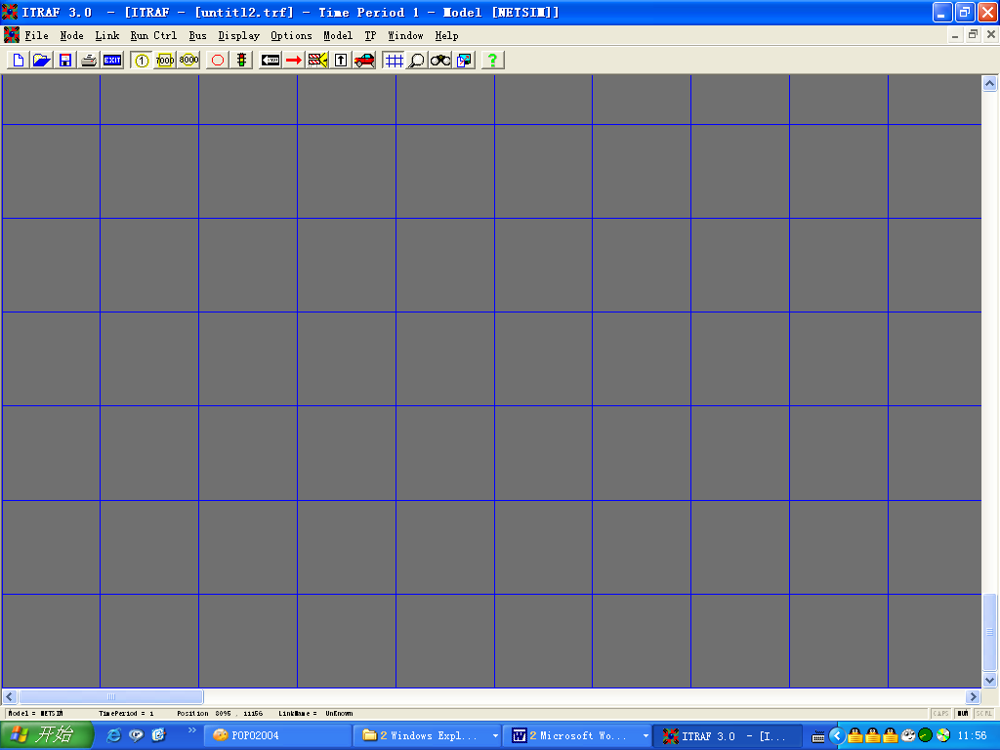 ITRAF 3.0 - [ITRAF - [untitl2.trf] - Time Period 1 - Model [NETSIM]]
File Node Link Run Ctrl Bus Display Options Model TP Window Help
EXIT 1 7000 8000 ?
Model = NETSIM TimePeriod = 1 Position 8095 , 11156 LinkName = UnKnown CAPS NUM SCRL
开始 » POPO2004 2 Windows Expl... 2 Microsoft Wo... ITRAF 3.0 - [I... 11:56